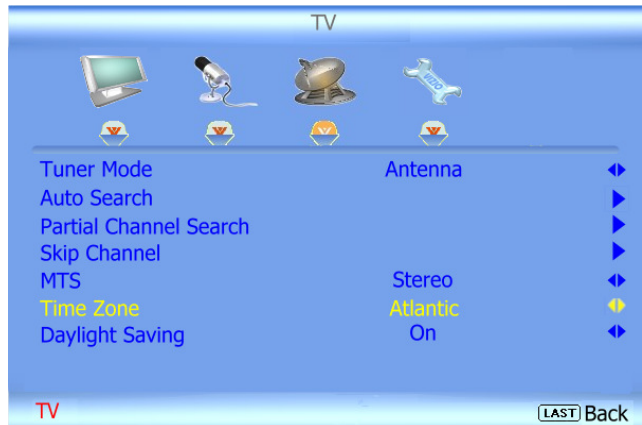 TV
VIZIO
Tuner Mode Antenna
Auto Search
Partial Channel Search
Skip Channel
MTS Stereo
Time Zone Atlantic
Daylight Saving On
TV LAST Back